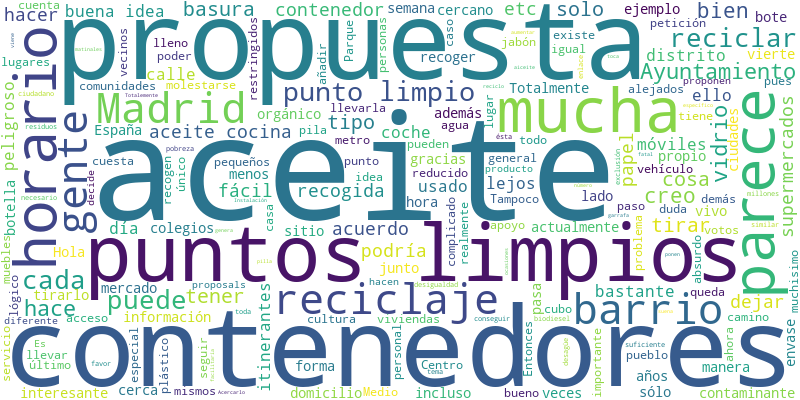 propuesta
aceite
contenedores
puntos limpios
mucha
parece
horario
Madrid
gente
barrio
reciclaje
punto limpio
reciclar
Ayuntamiento
hacer
buena idea
basura
contenedor
semana
cercano
etc
solo
ejemplo
bien
bote
cuenta
lleno
poder
Parque
personas
caso
existe
petición
igual
distrito
vierte
lugares
vecinos
calle
restringidos
añadir
recoger
jabón
Totalmente
alejados
ello
pues
comunidades
molestarse
llevarla
orgánico
pila
además
agua
lugar
proponen
tiene
ciudades
peligroso
España
aceite cocina
tipo
coche
metro
pueden
ésta
todo
papel
móviles
vidrio
supermercados
cuesta
pequeños
punto
gracias
general
propio
botella
decide
recogen
único
menos
idea
reducido
producto
vehículo
fácil
recogida
usado
lejos
Tampoco
cosa
residuos
día
colegios
casa
hora
complicado
realmente
lado
paso
demás
creo
duda
vivo
votos
muebles
Hola
sitio
acuerdo
apoyo
actualmente
tirar
problema
absurdo
cada
podría
junto
muchísimo
lógico
tirarlo
mercado
puede
tener
hacen
desigualdad
bastante
queda
dejar
hace
información
proposals
itinerantes
pasa
camino
diferente
acceso
toda
cultura
viviendas
conseguir
cubo
biodiesel
envase
servicio
Es
llevar
último
favor
especial
plástico
seguir
personal
Centro
tema
Entonces
desagüe
suficiente
pueblo
importante
manera
ahora
forma
años
interesante
cerca
mismos
Acercarlo
domicilio
Medio
incluso
bueno
veces
sólo
contaminante